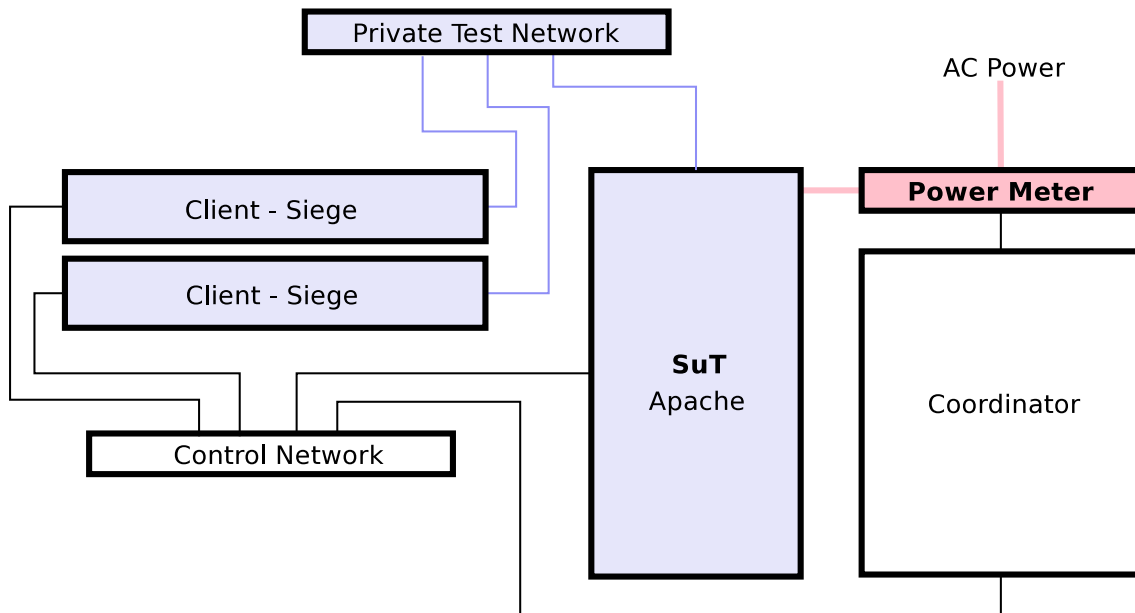 Private Test Network
AC Power
Power Meter
Client - Siege
Client - Siege
SuT
Apache
Coordinator
Control Network